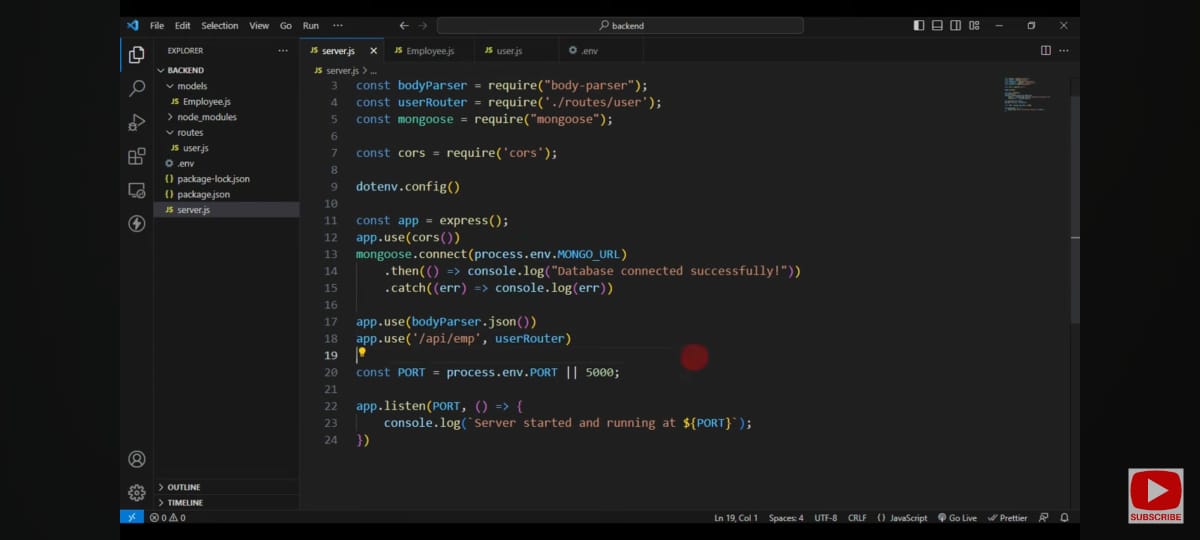 File Edit Selection View Go Run ··· backend
EXPLORER ···
BACKEND
models
JS Employee.js
node_modules
routes
JS user.js
.env
{} package-lock.json
{} package.json
JS server.js
OUTLINE
TIMELINE
JS server.js × JS Employee.js JS user.js .env ···
JS server.js > ...
3 const bodyParser = require("body-parser");
4 const userRouter = require('./routes/user');
5 const mongoose = require("mongoose");
6
7 const cors = require('cors');
8
9 dotenv.config()
10
11 const app = express();
12 app.use(cors())
13 mongoose.connect(process.env.MONGO_URL)
14 .then(() => console.log("Database connected successfully!"))
15 .catch((err) => console.log(err))
16
17 app.use(bodyParser.json())
18 app.use('/api/emp', userRouter)
19
20 const PORT = process.env.PORT || 5000;
21
22 app.listen(PORT, () => {
23 console.log(`Server started and running at ${PORT}`);
24 })
0 0 Ln 19, Col 1 Spaces: 4 UTF-8 CRLF {} JavaScript Go Live Prettier
SUBSCRIBE